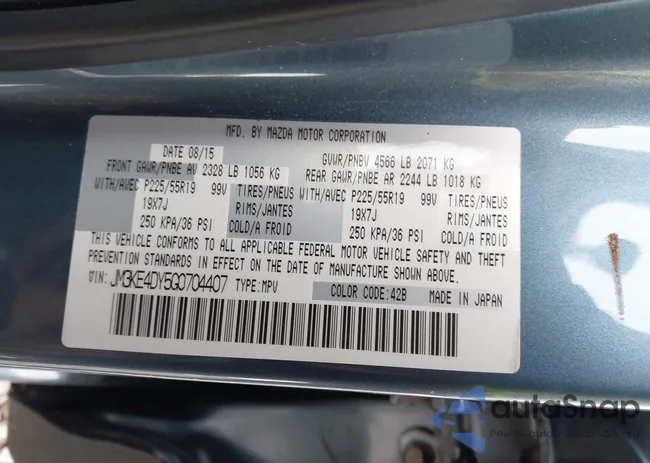 MFD. BY MAZDA MOTOR CORPORATION
DATE 08/15 GVWR/PNBV 4566 LB 2071 KG
FRONT GAWR/PNBE AV 2328 LB 1056 KG REAR GAWR/PNBE AR 2244 LB 1018 KG
WITH/AVEC P225/55R19 99V TIRES/PNEUS WITH/AVEC P225/55R19 99V TIRES/PNEUS
19X7J RIMS/JANTES 19X7J RIMS/JANTES
250 KPA/36 PSI COLD/A FROID 250 KPA/36 PSI COLD/A FROID
THIS VEHICLE CONFORMS TO ALL APPLICABLE FEDERAL MOTOR VEHICLE SAFETY AND THEFT
PREVENTION STANDARDS IN EFFECT ON THE DATE OF MANUFACTURE SHOWN ABOVE.
VIN: JM3KE4DY5G0704407 TYPE:MPV COLOR CODE:42B MADE IN JAPAN
autoSnap